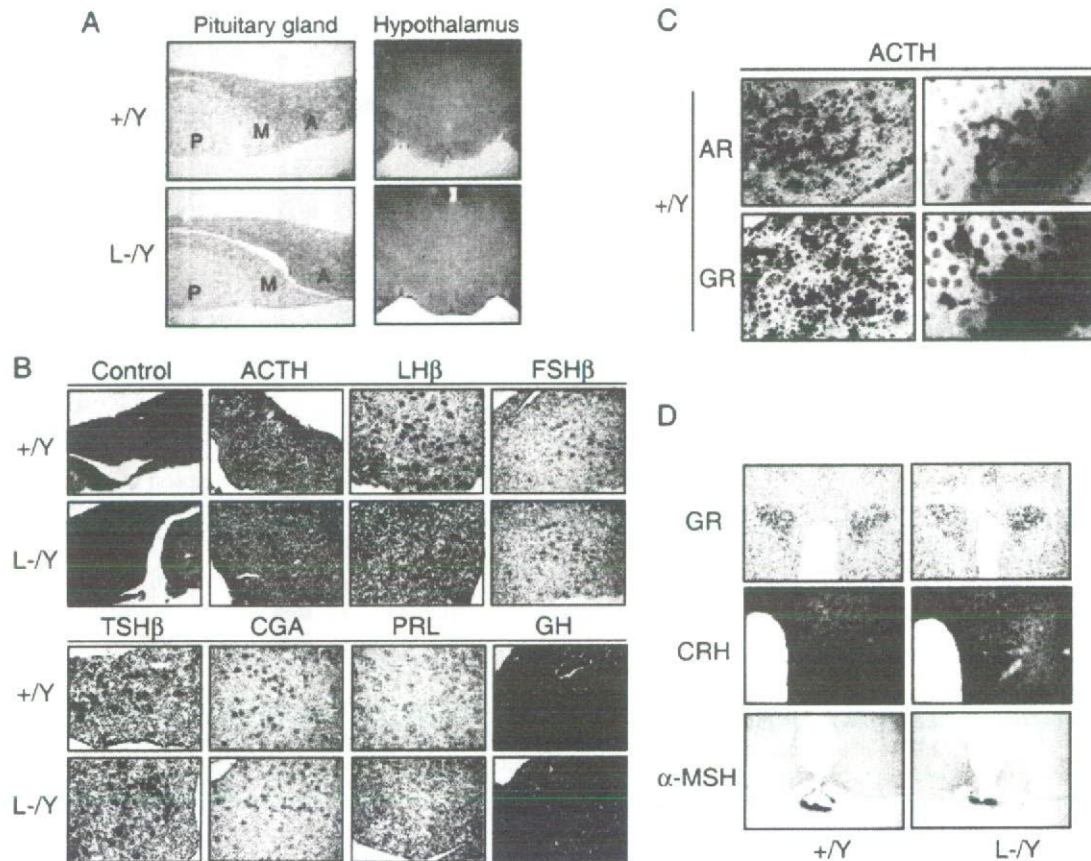 A
Pituitary gland Hypothalamus
+/Y
P M A
L-/Y
P M A
B
Control ACTH LHβ FSHβ
+/Y
L-/Y
TSHβ CGA PRL GH
+/Y
L-/Y
C
ACTH
AR
+/Y
GR
D
GR
CRH
α-MSH
+/Y L-/Y